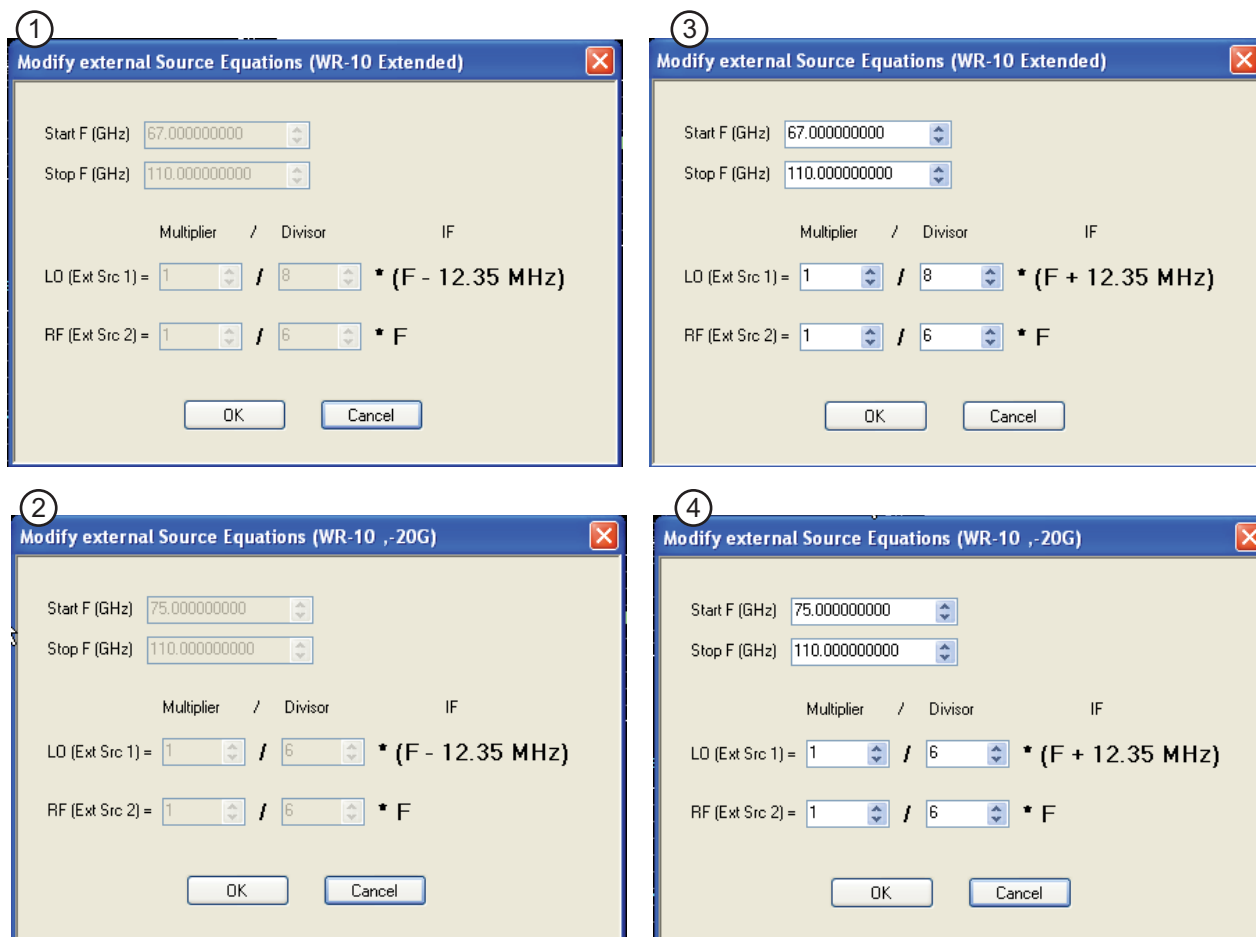 1
Modify external Source Equations (WR-10 Extended)
Start F (GHz) 67.000000000
Stop F (GHz) 110.000000000
Multiplier / Divisor IF
LO (Ext Src 1) = 1 / 8 * (F - 12.35 MHz)
RF (Ext Src 2) = 1 / 6 * F
OK Cancel
2
Modify external Source Equations (WR-10 ,-20G)
Start F (GHz) 75.000000000
Stop F (GHz) 110.000000000
Multiplier / Divisor IF
LO (Ext Src 1) = 1 / 6 * (F - 12.35 MHz)
RF (Ext Src 2) = 1 / 6 * F
OK Cancel
3
Modify external Source Equations (WR-10 Extended)
Start F (GHz) 67.000000000
Stop F (GHz) 110.000000000
Multiplier / Divisor IF
LO (Ext Src 1) = 1 / 8 * (F + 12.35 MHz)
RF (Ext Src 2) = 1 / 6 * F
OK Cancel
4
Modify external Source Equations (WR-10 ,-20G)
Start F (GHz) 75.000000000
Stop F (GHz) 110.000000000
Multiplier / Divisor IF
LO (Ext Src 1) = 1 / 6 * (F + 12.35 MHz)
RF (Ext Src 2) = 1 / 6 * F
OK Cancel